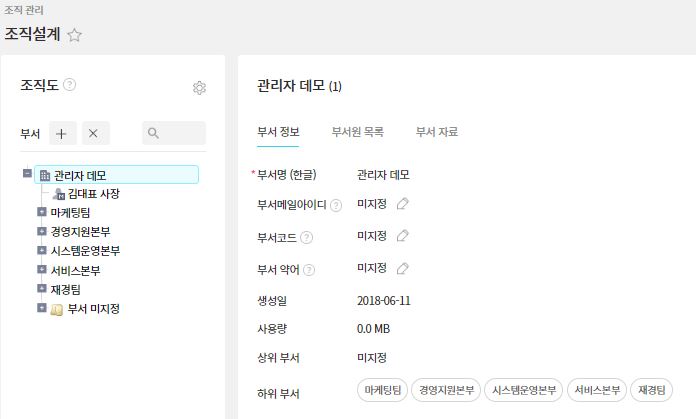 조직 관리
조직설계
조직도 ?
부서 + ×
관리자 데모
김대표 사장
마케팅팀
경영지원본부
시스템운영본부
서비스본부
재경팀
부서 미지정
관리자 데모 (1)
부서 정보 부서원 목록 부서 자료
* 부서명 (한글) 관리자 데모
부서메일아이디 ? 미지정
부서코드 ? 미지정
부서 약어 ? 미지정
생성일 2018-06-11
사용량 0.0 MB
상위 부서 미지정
하위 부서 마케팅팀 경영지원본부 시스템운영본부 서비스본부 재경팀